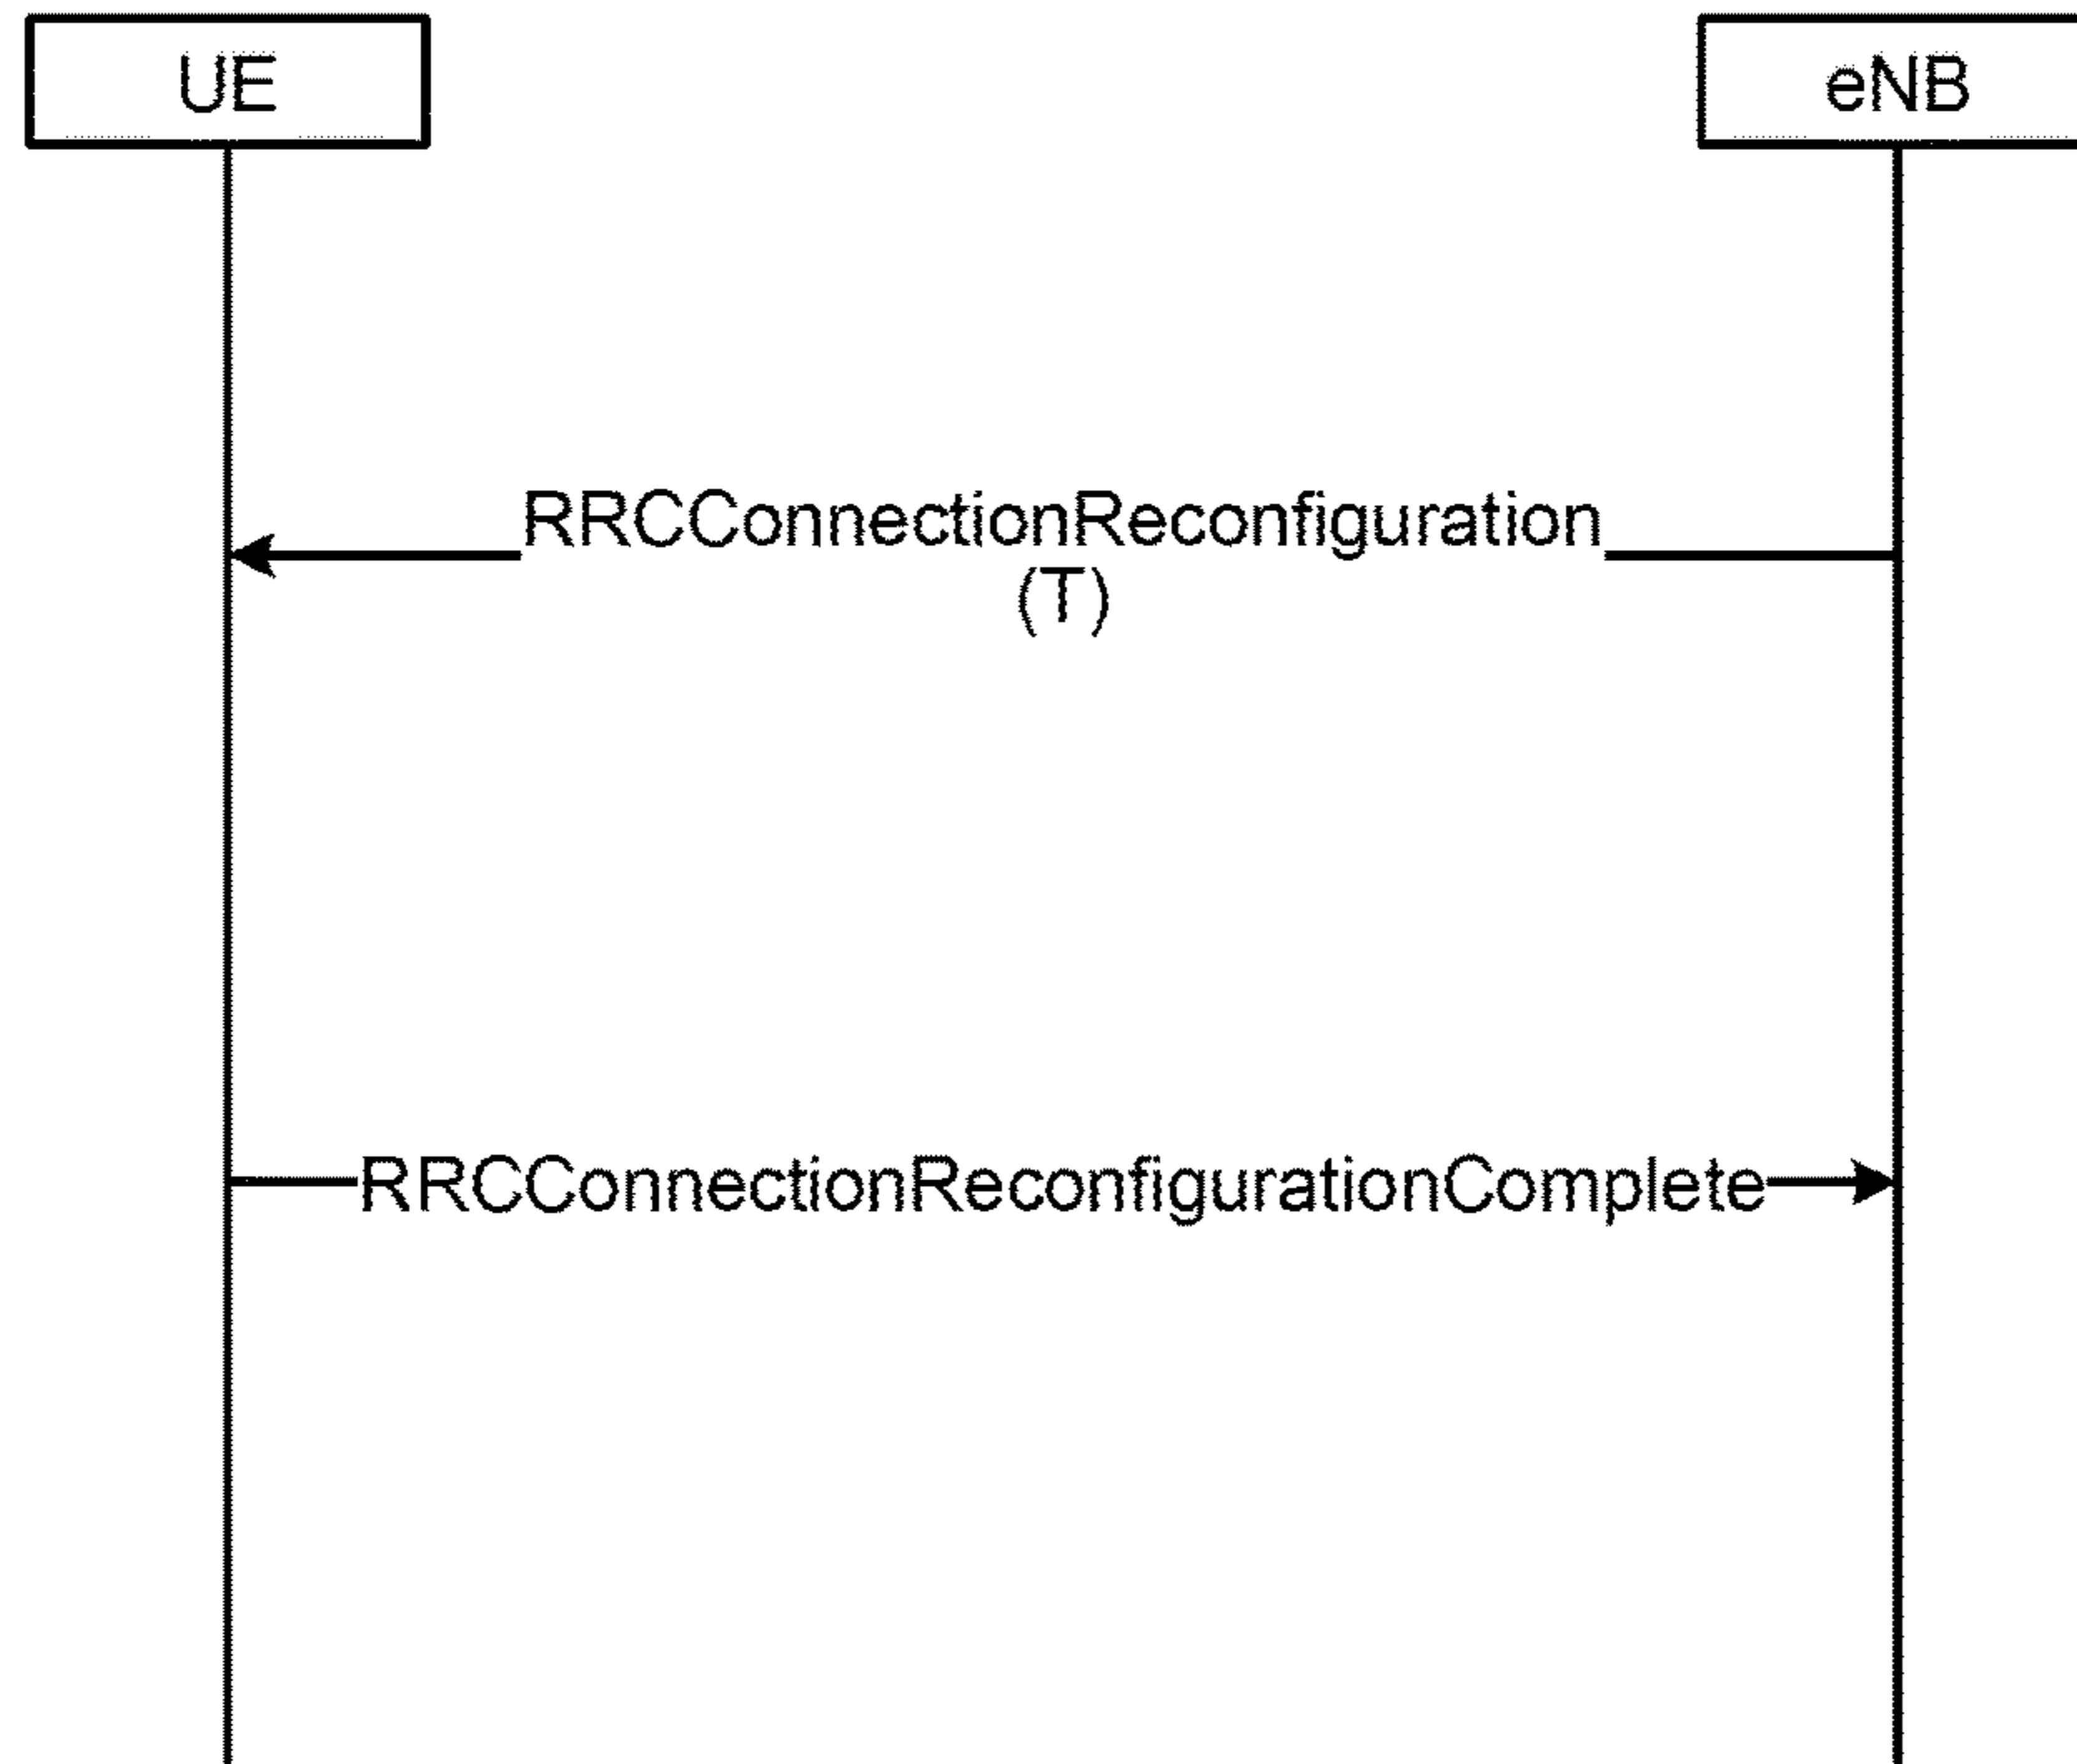 UE
eNB
RRCConnectionReconfiguration
(T)
RRCConnectionReconfigurationComplete